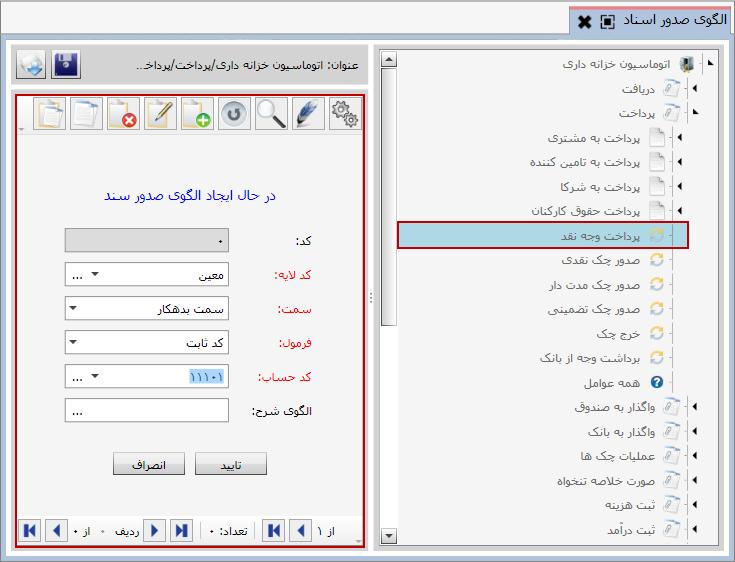 الگوی صدور اسناد
اتوماسیون خزانه داری
دریافت
پرداخت
پرداخت به مشتری
پرداخت به تامین کننده
پرداخت به شرکا
پرداخت حقوق کارکنان
پرداخت وجه نقد
صدور چک نقدی
صدور چک مدت دار
صدور چک تضمینی
خرج چک
برداشت وجه از بانک
همه عوامل
واگذار به صندوق
واگذار به بانک
عملیات چک ها
صورت خلاصه تنخواه
ثبت هزینه
ثبت درآمد
عنوان: اتوماسیون خزانه داری/پرداخت/پرداخـ...
در حال ایجاد الگوی صدور سند
کد: ۰
کد لایه: معین ...
سمت: سمت بدهکار
فرمول: کد ثابت
کد حساب: ۱۱۱۰۱ ...
الگوی شرح: ...
تایید انصراف
از ۱ تعداد: ۰ ردیف ۰ از ۰